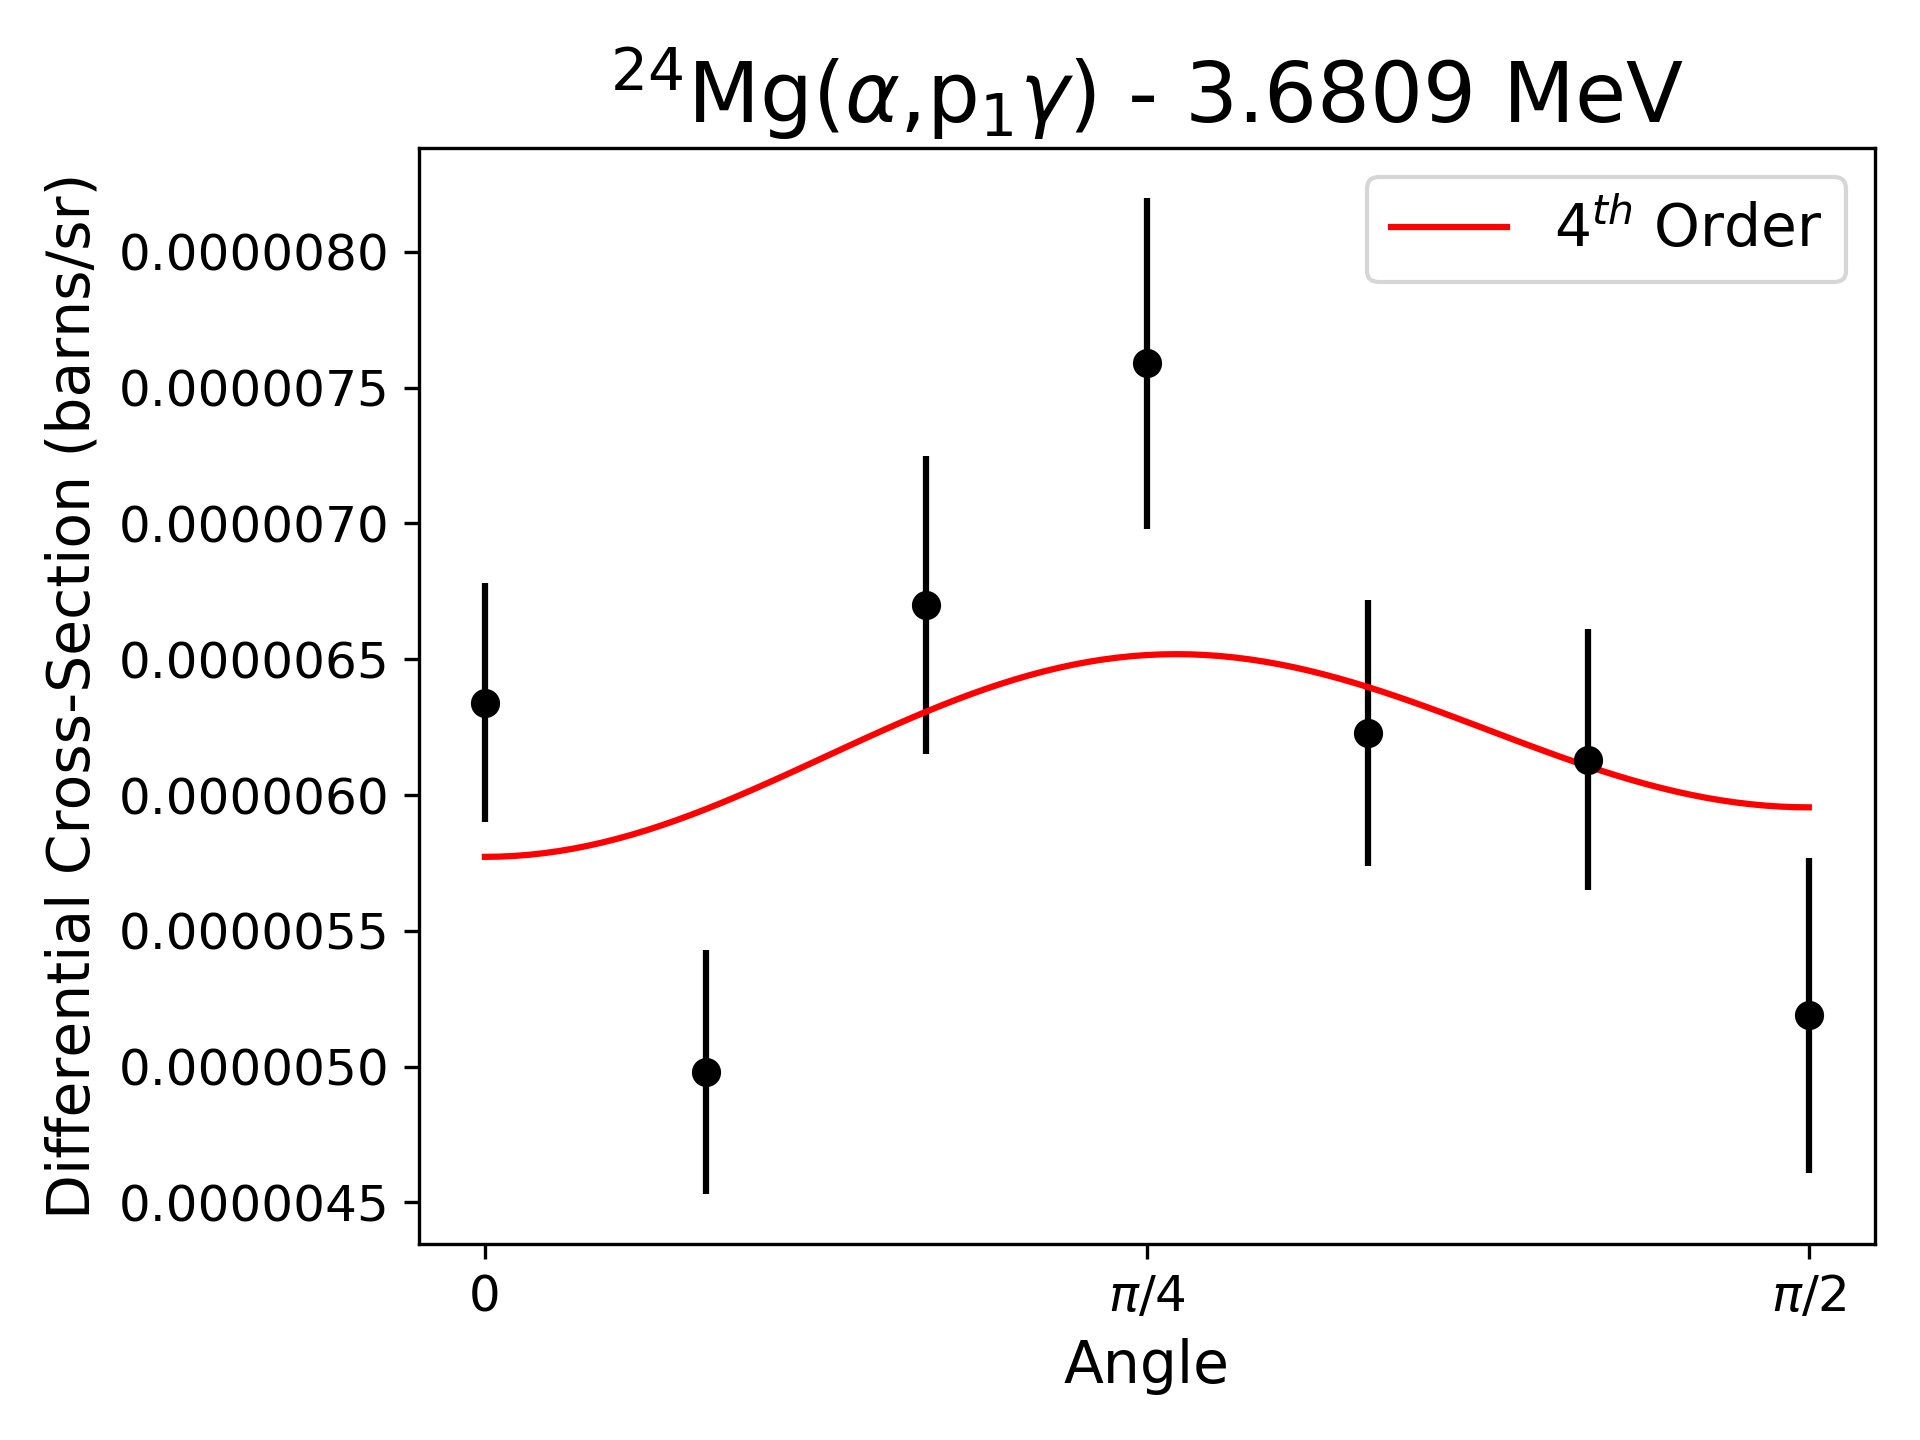 ²⁴Mg(α,p₁γ) - 3.6809 MeV
4ᵗʰ Order
Differential Cross-Section (barns/sr)
0.0000080
0.0000075
0.0000070
0.0000065
0.0000060
0.0000055
0.0000050
0.0000045
0
π/4
π/2
Angle